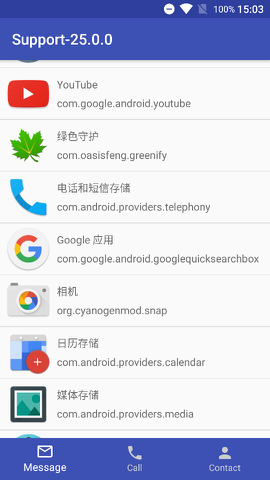 100% 15:03
Support-25.0.0
YouTube
com.google.android.youtube
绿色守护
com.oasisfeng.greenify
电话和短信存储
com.android.providers.telephony
Google 应用
com.google.android.googlequicksearchbox
相机
org.cyanogenmod.snap
日历存储
com.android.providers.calendar
媒体存储
com.android.providers.media
Message
Call
Contact